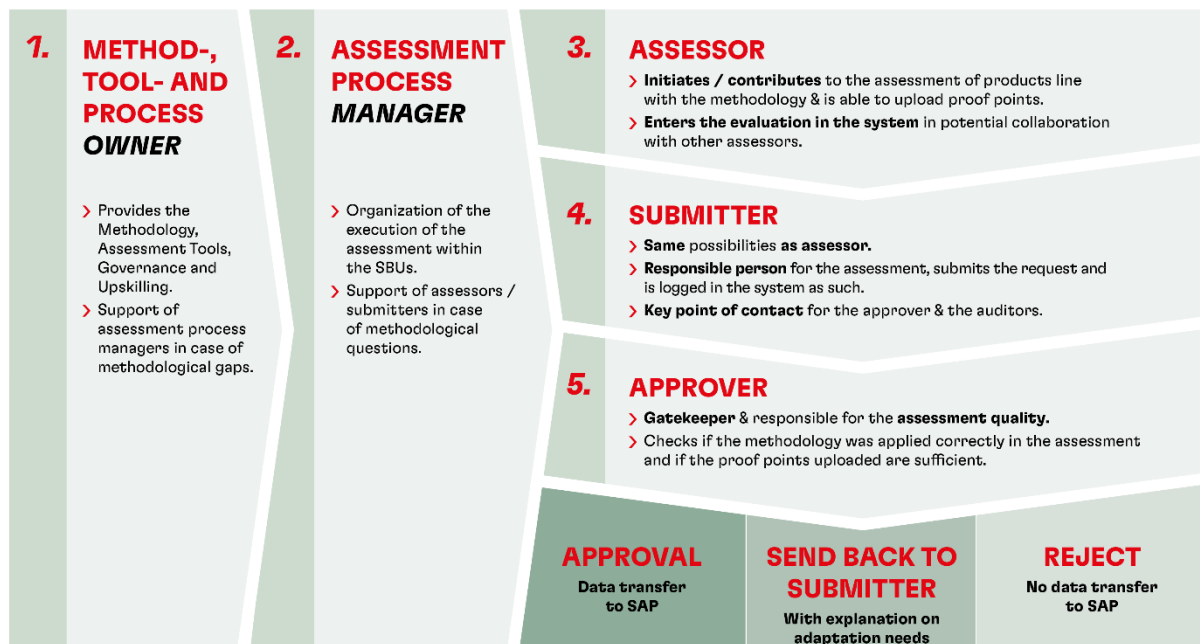 1.
METHOD-,
TOOL- AND
PROCESS
OWNER
› Provides the
Methodology,
Assessment Tools,
Governance and
Upskilling.
› Support of
assessment process
managers in case of
methodological gaps.
2.
ASSESSMENT
PROCESS
MANAGER
› Organization of the
execution of the
assessment within
the SBUs.
› Support of assessors /
submitters in case
of methodological
questions.
3.
ASSESSOR
› Initiates / contributes to the assessment of products line
with the methodology & is able to upload proof points.
› Enters the evaluation in the system in potential collaboration
with other assessors.
4.
SUBMITTER
› Same possibilities as assessor.
› Responsible person for the assessment, submits the request and
is logged in the system as such.
› Key point of contact for the approver & the auditors.
5.
APPROVER
› Gatekeeper & responsible for the assessment quality.
› Checks if the methodology was applied correctly in the assessment
and if the proof points uploaded are sufficient.
APPROVAL
Data transfer
to SAP
SEND BACK TO
SUBMITTER
With explanation on
adaptation needs
REJECT
No data transfer
to SAP